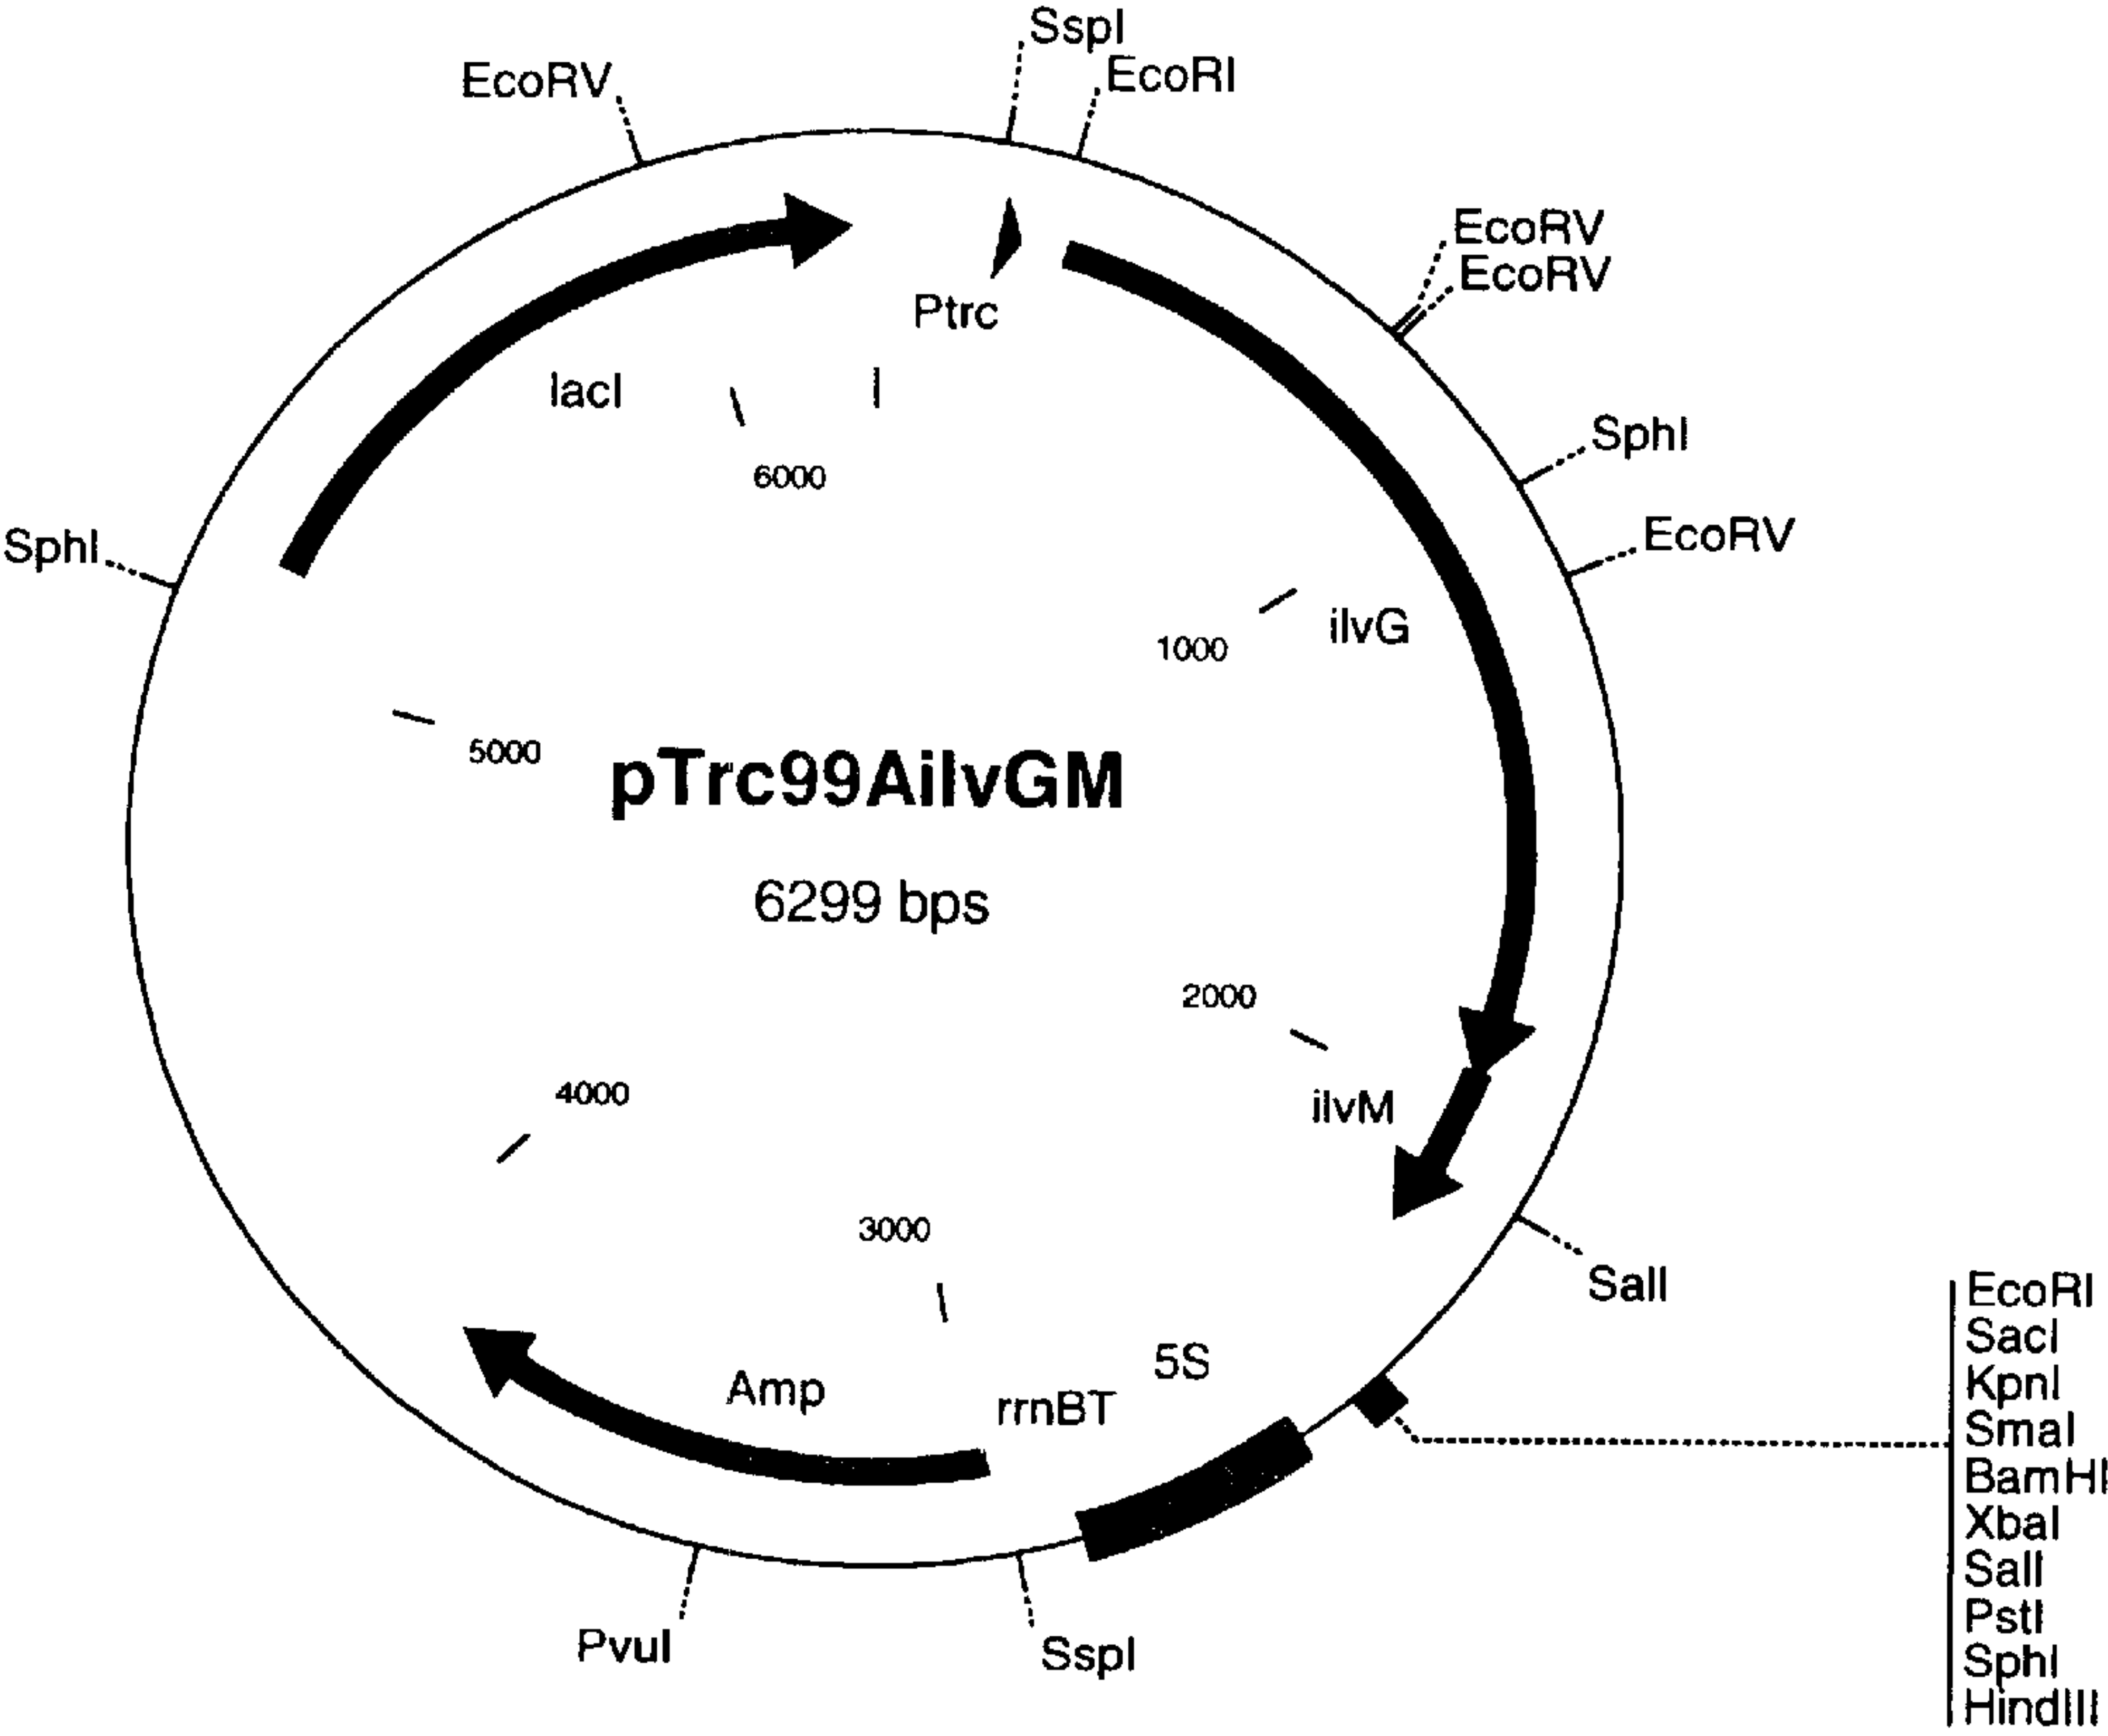 SspI
EcoRI
EcoRV
EcoRV
EcoRV
Ptrc
lacI
SphI
6000
I
SphI
EcoRV
ilvG
1000
5000
pTrc99AilvGM
6299 bps
2000
4000
ilvM
3000
SalI
5S
Amp
rrnBT
EcoRI
SacI
KpnI
SmaI
BamHI
XbaI
SalI
PstI
SphI
HindIII
PvuI
SspI